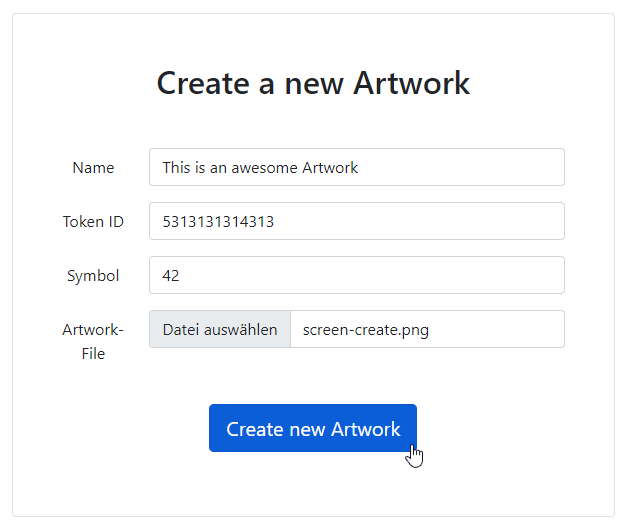 Create a new Artwork
Name
This is an awesome Artwork
Token ID
5313131314313
Symbol
42
Artwork-
File
Datei auswählen
screen-create.png
Create new Artwork